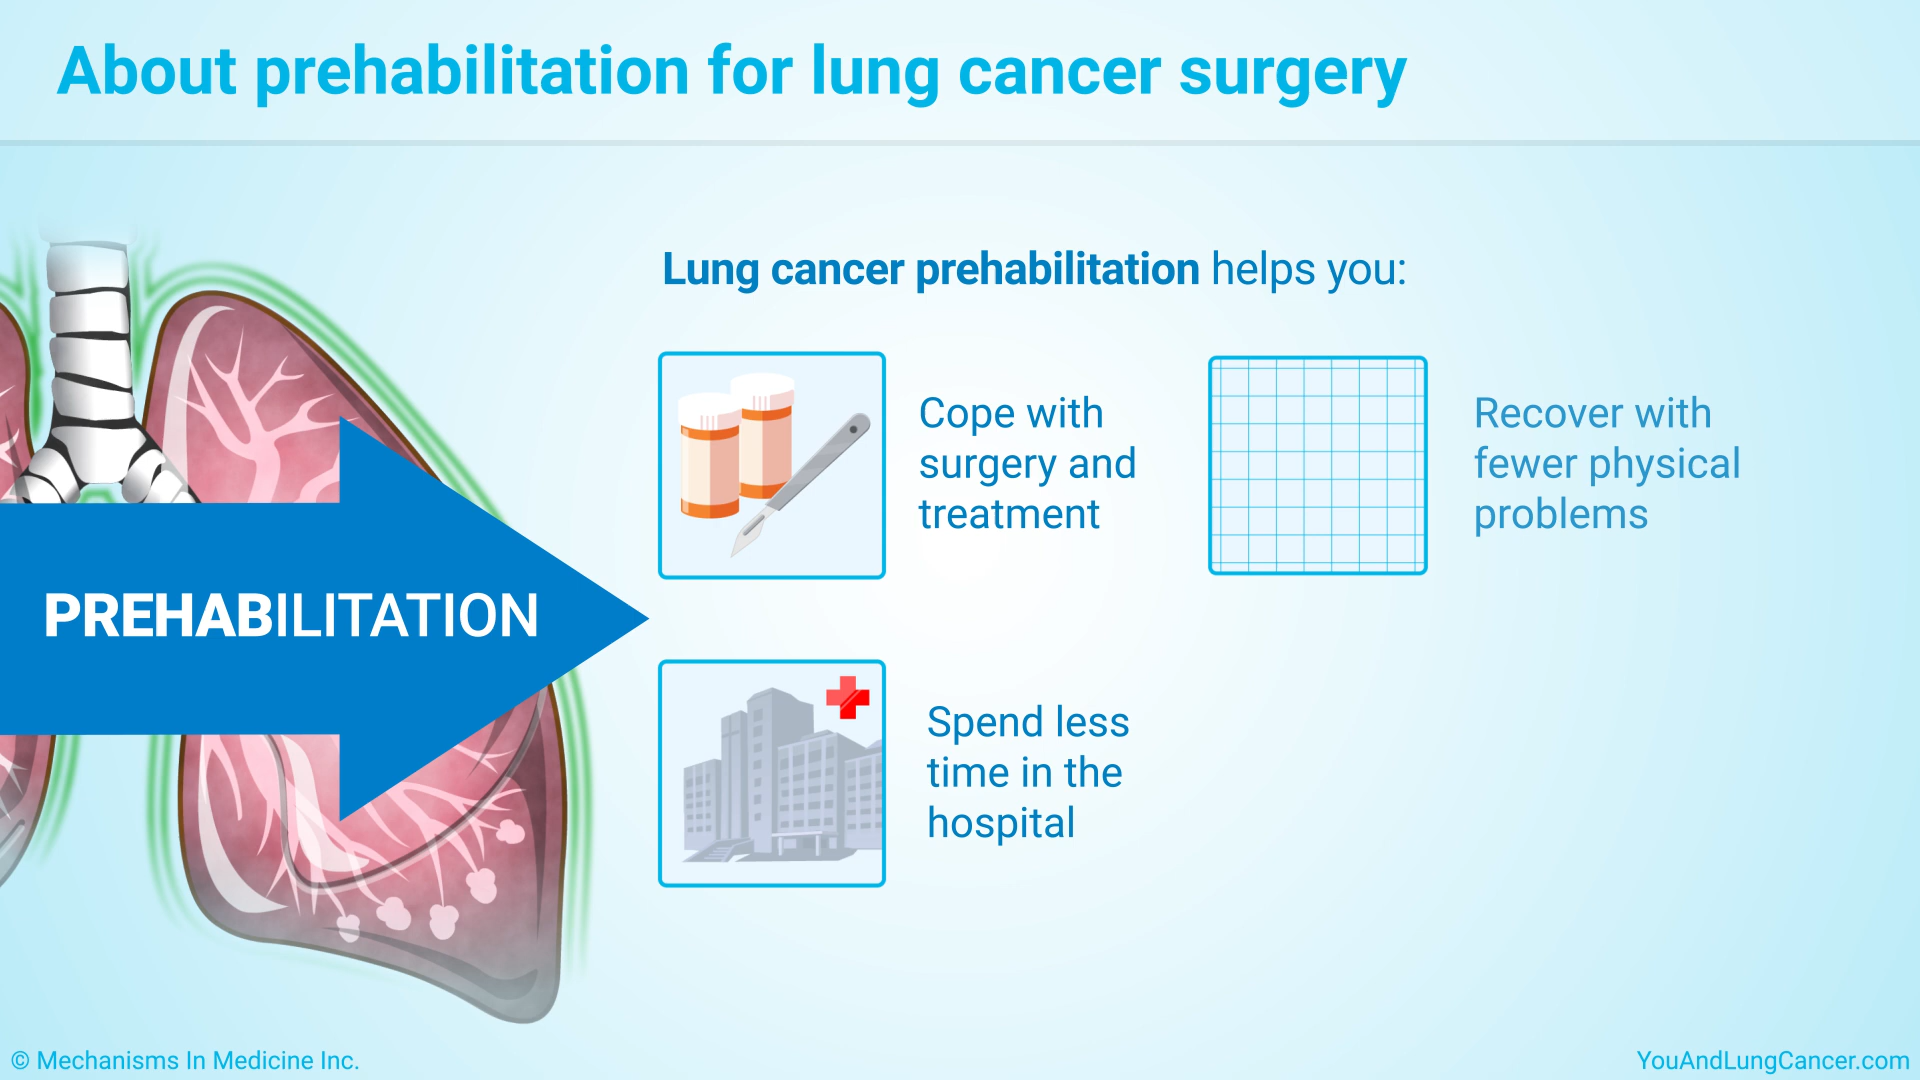 About prehabilitation for lung cancer surgery
Lung cancer prehabilitation helps you:
Cope with
surgery and
treatment
Recover with
fewer physical
problems
PREHABILITATION
Spend less
time in the
hospital
© Mechanisms In Medicine Inc.
YouAndLungCancer.com